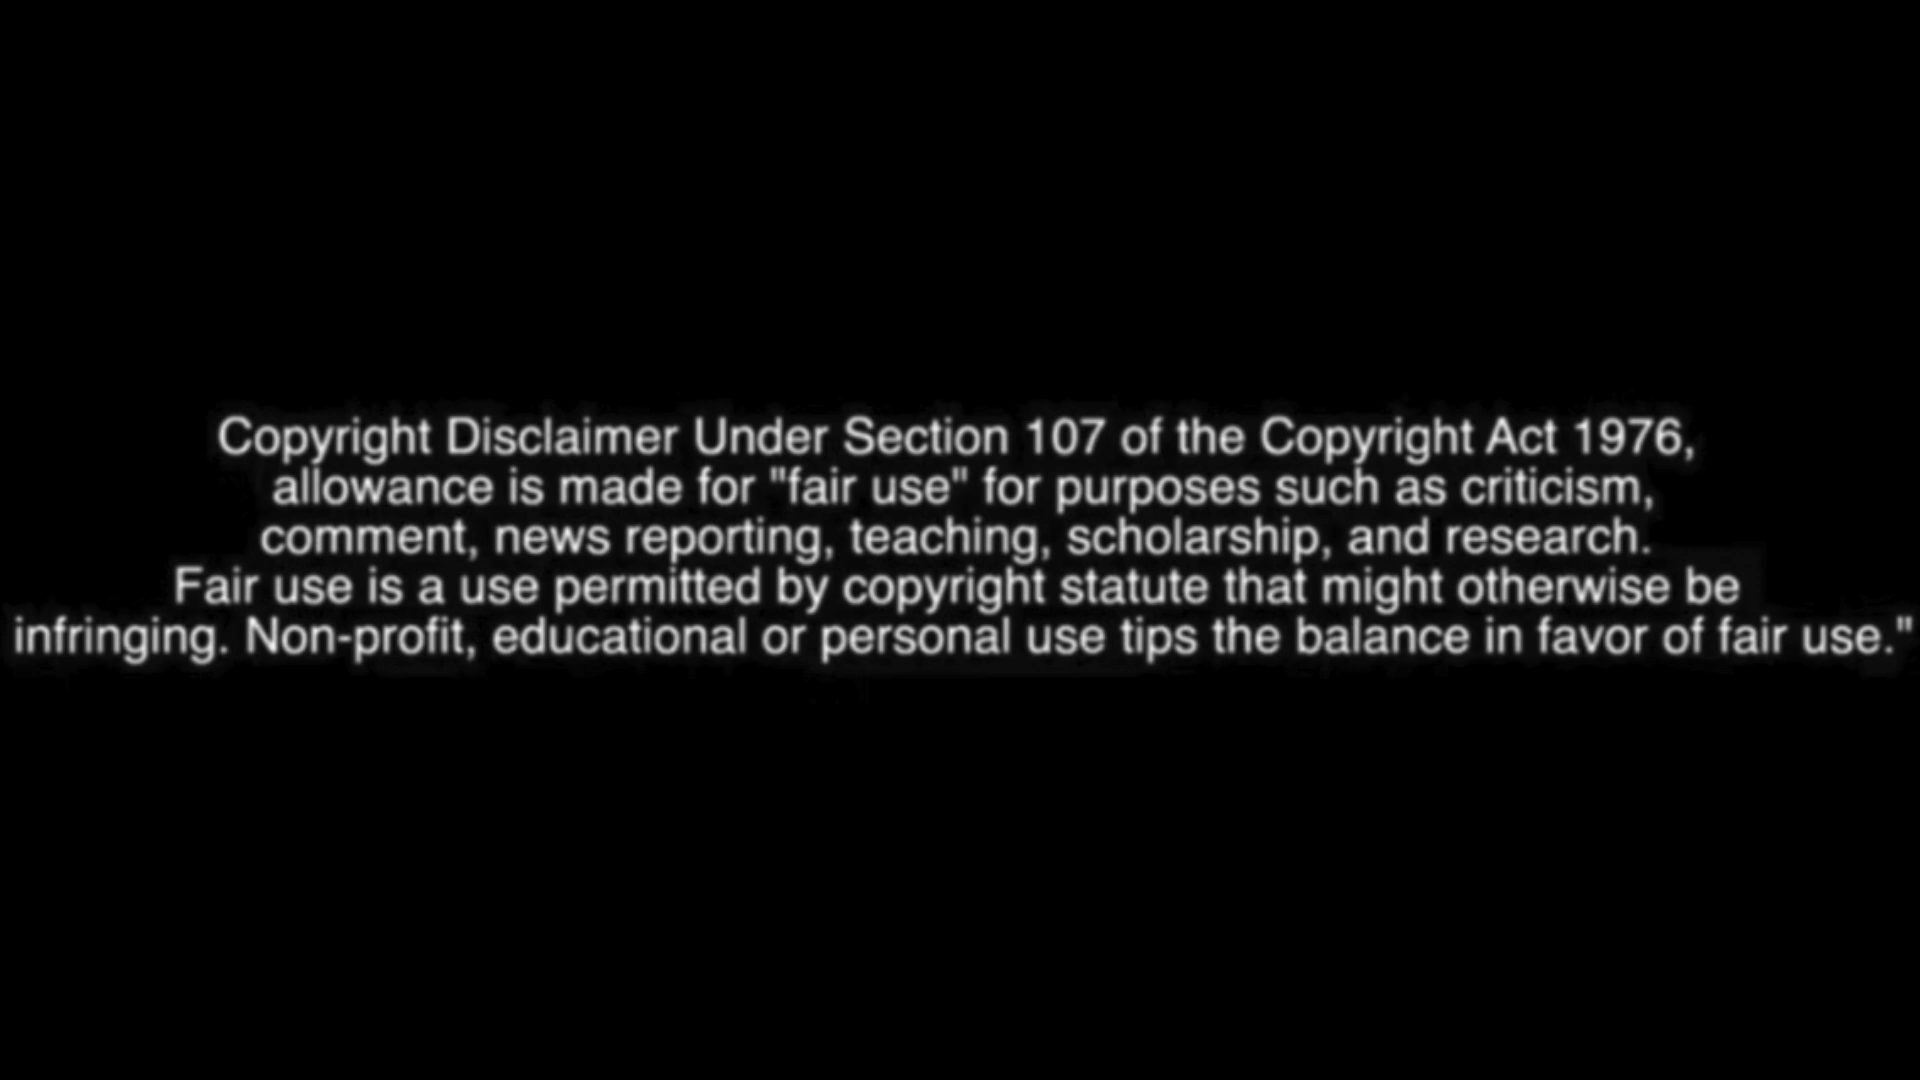 Copyright Disclaimer Under Section 107 of the Copyright Act 1976,
allowance is made for "fair use" for purposes such as criticism,
comment, news reporting, teaching, scholarship, and research.
Fair use is a use permitted by copyright statute that might otherwise be
infringing. Non-profit, educational or personal use tips the balance in favor of fair use."